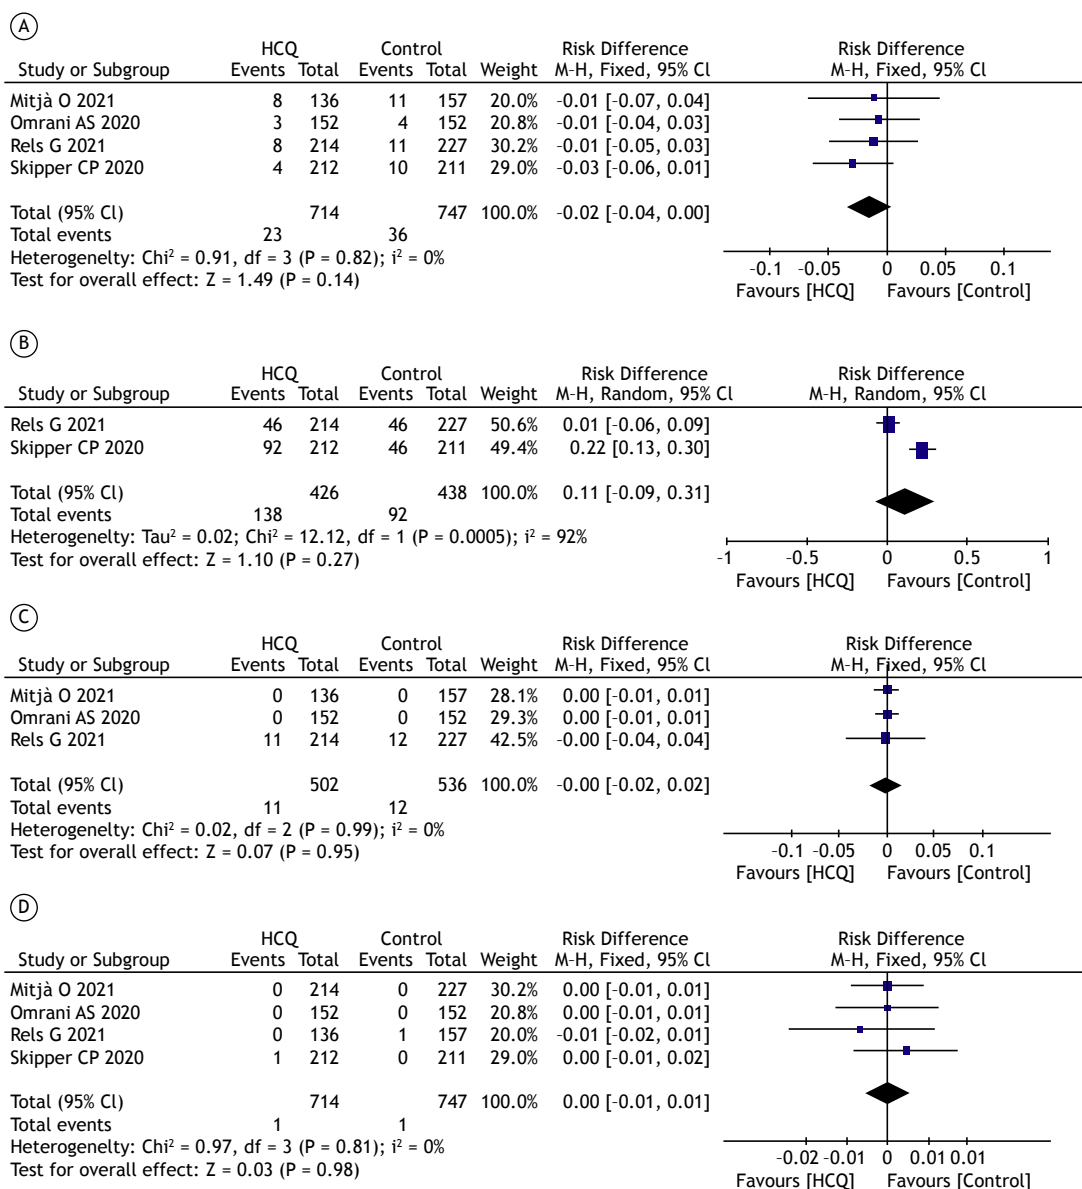 A
HCQ Control Risk Difference Risk Difference
Study or Subgroup Events Total Events Total Weight M-H, Fixed, 95% Cl M-H, Fixed, 95% Cl
Mitjà O 2021 8 136 11 157 20.0% -0.01 [-0.07, 0.04]
Omrani AS 2020 3 152 4 152 20.8% -0.01 [-0.04, 0.03]
Rels G 2021 8 214 11 227 30.2% -0.01 [-0.05, 0.03]
Skipper CP 2020 4 212 10 211 29.0% -0.03 [-0.06, 0.01]
Total (95% Cl) 714 747 100.0% -0.02 [-0.04, 0.00]
Total events 23 36
Heterogenelty: Chi² = 0.91, df = 3 (P = 0.82); i² = 0%
Test for overall effect: Z = 1.49 (P = 0.14)
-0.1 -0.05 0 0.05 0.1
Favours [HCQ] Favours [Control]
B
HCQ Control Risk Difference Risk Difference
Study or Subgroup Events Total Events Total Weight M-H, Random, 95% Cl M-H, Random, 95% Cl
Rels G 2021 46 214 46 227 50.6% 0.01 [-0.06, 0.09]
Skipper CP 2020 92 212 46 211 49.4% 0.22 [0.13, 0.30]
Total (95% Cl) 426 438 100.0% 0.11 [-0.09, 0.31]
Total events 138 92
Heterogenelty: Tau² = 0.02; Chi² = 12.12, df = 1 (P = 0.0005); i² = 92%
Test for overall effect: Z = 1.10 (P = 0.27)
-1 -0.5 0 0.5 1
Favours [HCQ] Favours [Control]
C
HCQ Control Risk Difference Risk Difference
Study or Subgroup Events Total Events Total Weight M-H, Fixed, 95% Cl M-H, Fixed, 95% Cl
Mitjà O 2021 0 136 0 157 28.1% 0.00 [-0.01, 0.01]
Omrani AS 2020 0 152 0 152 29.3% 0.00 [-0.01, 0.01]
Rels G 2021 11 214 12 227 42.5% -0.00 [-0.04, 0.04]
Total (95% Cl) 502 536 100.0% -0.00 [-0.02, 0.02]
Total events 11 12
Heterogenelty: Chi² = 0.02, df = 2 (P = 0.99); i² = 0%
Test for overall effect: Z = 0.07 (P = 0.95)
-0.1 -0.05 0 0.05 0.1
Favours [HCQ] Favours [Control]
D
HCQ Control Risk Difference Risk Difference
Study or Subgroup Events Total Events Total Weight M-H, Fixed, 95% Cl M-H, Fixed, 95% Cl
Mitjà O 2021 0 214 0 227 30.2% 0.00 [-0.01, 0.01]
Omrani AS 2020 0 152 0 152 20.8% 0.00 [-0.01, 0.01]
Rels G 2021 0 136 1 157 20.0% -0.01 [-0.02, 0.01]
Skipper CP 2020 1 212 0 211 29.0% 0.00 [-0.01, 0.02]
Total (95% Cl) 714 747 100.0% 0.00 [-0.01, 0.01]
Total events 1 1
Heterogenelty: Chi² = 0.97, df = 3 (P = 0.81); i² = 0%
Test for overall effect: Z = 0.03 (P = 0.98)
-0.02 -0.01 0 0.01 0.01
Favours [HCQ] Favours [Control]